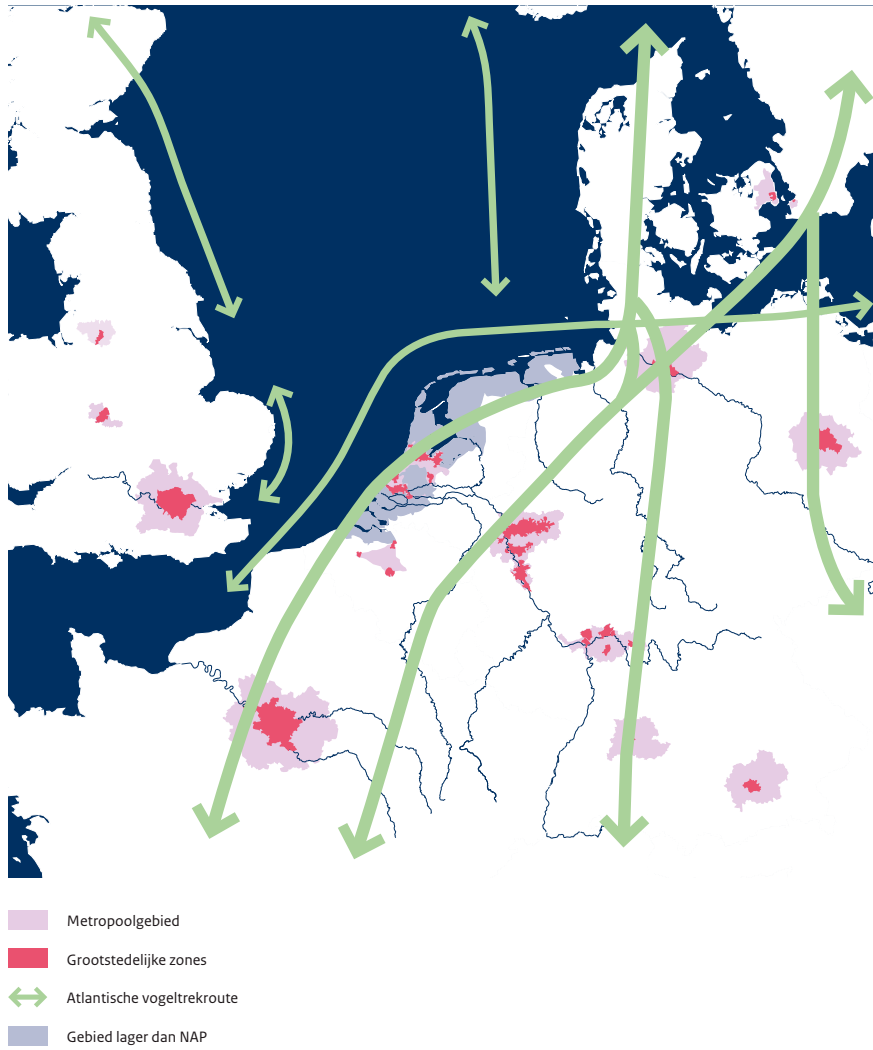 Metropoolgebied
Grootstedelijke zones
Atlantische vogeltrekroute
Gebied lager dan NAP